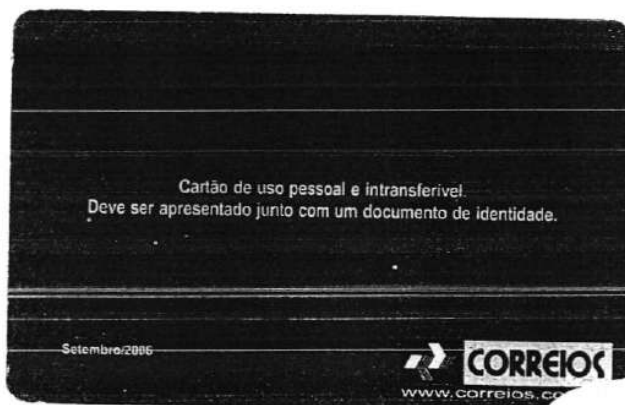 Cartão de uso pessoal e intransferivel.
Deve ser apresentado junto com um documento de identidade.
Setembro/2006
CORREIOS
www.correios.co